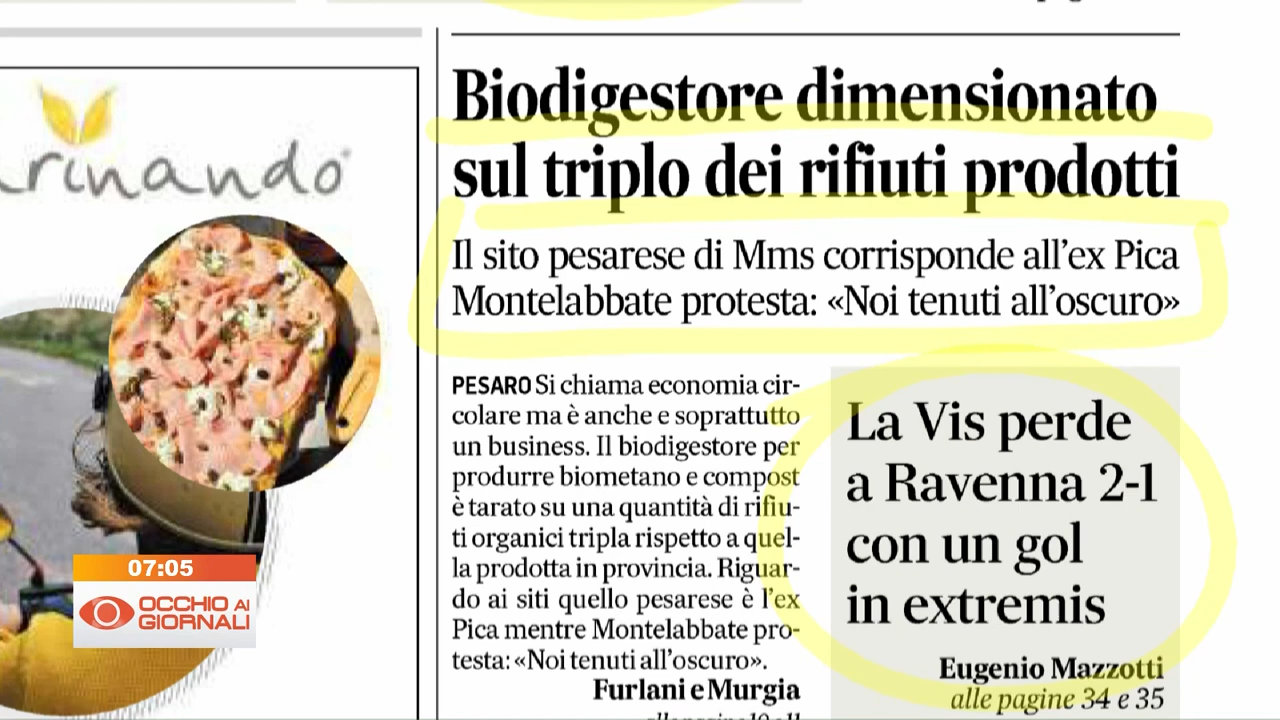 Biodigestore dimensionato
sul triplo dei rifiuti prodotti
Il sito pesarese di Mms corrisponde all'ex Pica
Montelabbate protesta: «Noi tenuti all'oscuro»
PESARO Si chiama economia cir-
colare ma è anche e soprattutto
un business. Il biodigestore per
produrre biometano e compost
è tarato su una quantità di rifiu-
ti organici tripla rispetto a quel-
la prodotta in provincia. Riguar-
do ai siti quello pesarese è l'ex
Pica mentre Montelabbate pro-
testa: «Noi tenuti all'oscuro».
Furlani e Murgia
La Vis perde
a Ravenna 2-1
con un gol
in extremis
Eugenio Mazzotti
alle pagine 34 e 35
rinando
07:05
OCCHIO AI
GIORNALI